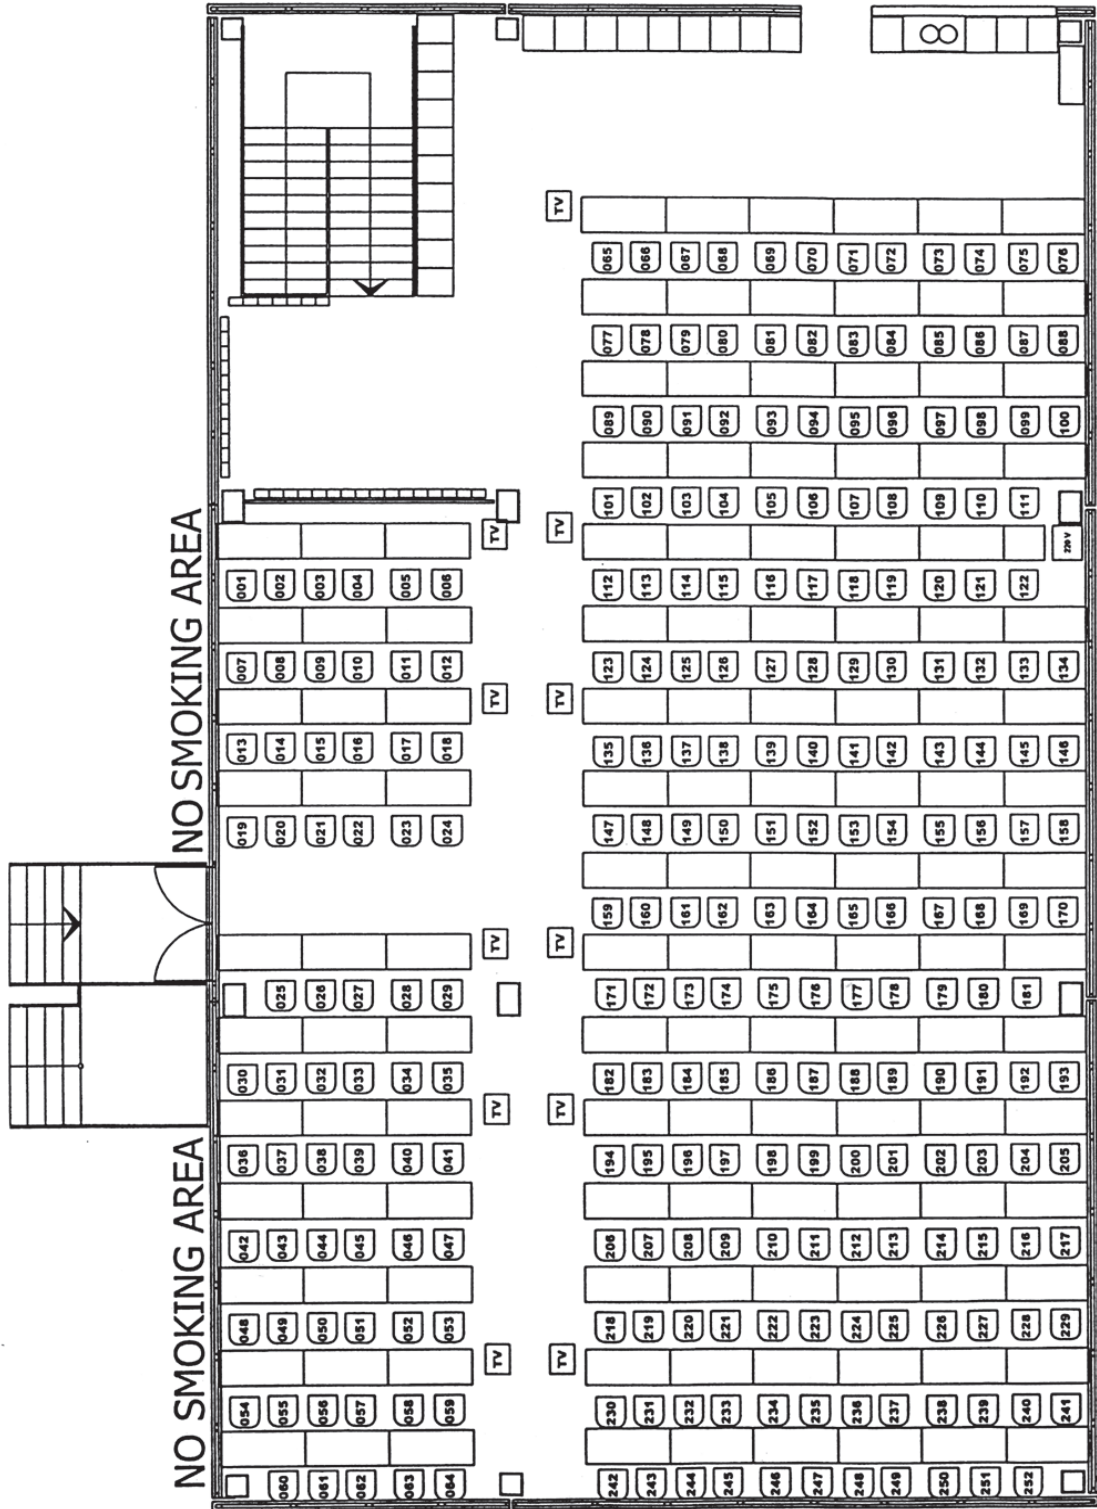 TV
065 066 067 068 069 070 071 072 073 074 075 076
077 078 079 080 081 082 083 084 085 086 087 088
089 090 091 092 093 094 095 096 097 098 099 100
101 102 103 104 105 106 107 108 109 110 111
NO SMOKING AREA
TV TV 220 V
001 002 003 004 005 006 112 113 114 115 116 117 118 119 120 121 122
007 008 009 010 011 012 123 124 125 126 127 128 129 130 131 132 133 134
TV TV
013 014 015 016 017 018 135 136 137 138 139 140 141 142 143 144 145 146
019 020 021 022 023 024 147 148 149 150 151 152 153 154 155 156 157 158
159 160 161 162 163 164 165 166 167 168 169 170
TV TV
025 026 027 028 029 171 172 173 174 175 176 177 178 179 180 181
030 031 032 033 034 035 182 183 184 185 186 187 188 189 190 191 192 193
TV TV
NO SMOKING AREA
036 037 038 039 040 041 194 195 196 197 198 199 200 201 202 203 204 205
042 043 044 045 046 047 206 207 208 209 210 211 212 213 214 215 216 217
048 049 050 051 052 053 218 219 220 221 222 223 224 225 226 227 228 229
TV TV
054 055 056 057 058 059 230 231 232 233 234 235 236 237 238 239 240 241
060 061 062 063 064 242 243 244 245 246 247 248 249 250 251 252